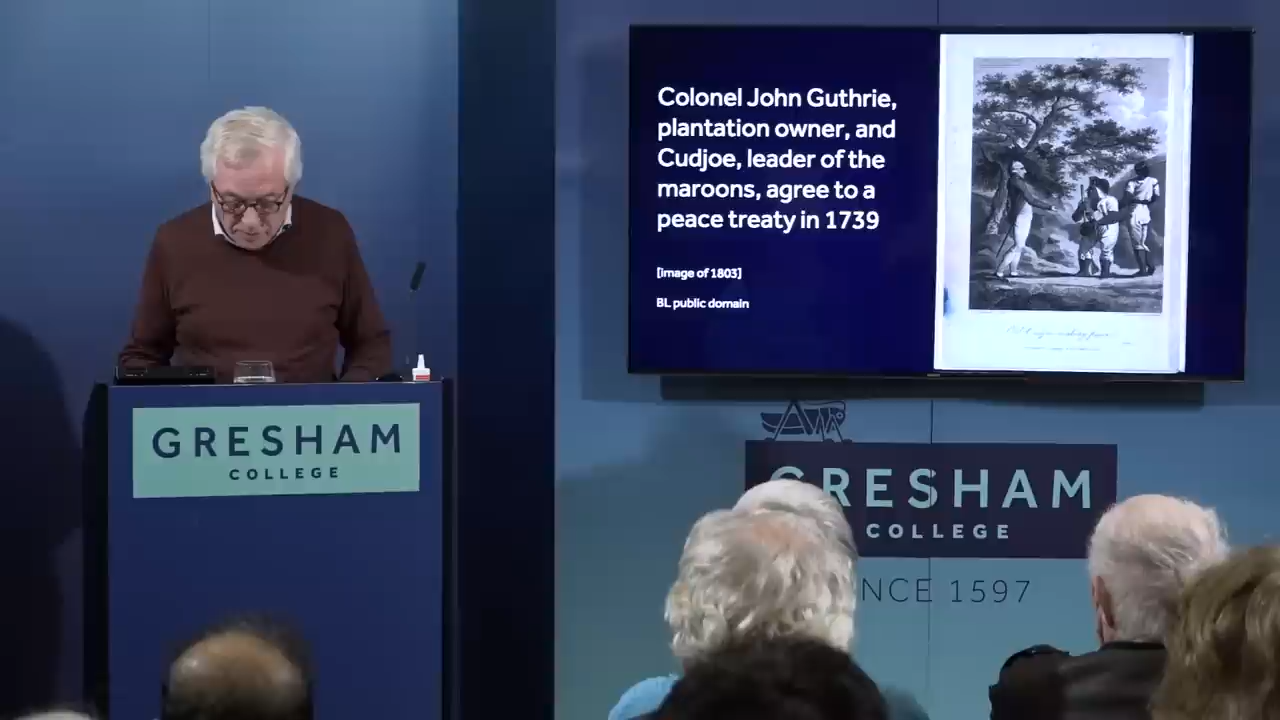 Colonel John Guthrie,
plantation owner, and
Cudjoe, leader of the
maroons, agree to a
peace treaty in 1739
[image of 1803]
BL public domain
GRESHAM
COLLEGE
GRESHAM
COLLEGE
1597